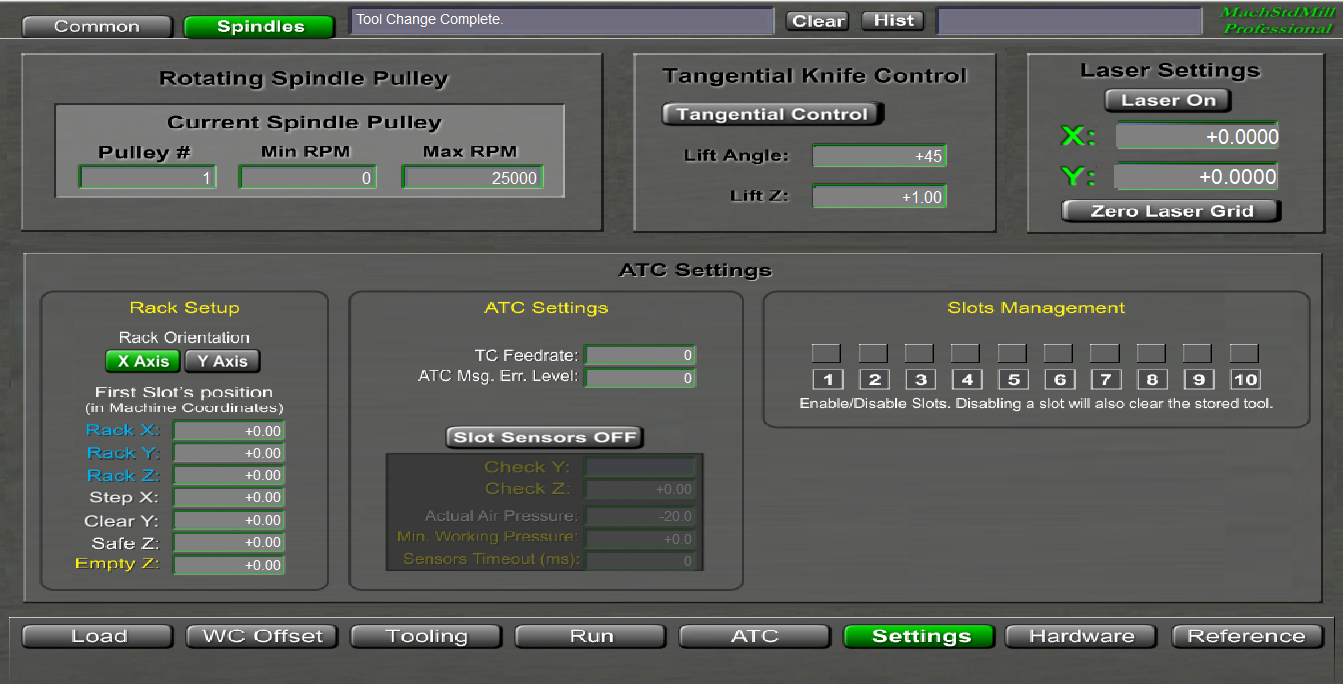 Common
Spindles
Tool Change Complete.
Clear
Hist
MachStdMill
Professional
Rotating Spindle Pulley
Current Spindle Pulley
Pulley # Min RPM Max RPM
1 0 25000
Tangential Knife Control
Tangential Control
Lift Angle: +45
Lift Z: +1.00
Laser Settings
Laser On
X: +0.0000
Y: +0.0000
Zero Laser Grid
ATC Settings
Rack Setup
Rack Orientation
X Axis Y Axis
First Slot's position
(in Machine Coordinates)
Rack X: +0.00
Rack Y: +0.00
Rack Z: +0.00
Step X: +0.00
Clear Y: +0.00
Safe Z: +0.00
Empty Z: +0.00
ATC Settings
TC Feedrate: 0
ATC Msg. Err. Level: 0
Slot Sensors OFF
Check Y:
Check Z: +0.00
Actual Air Pressure: -20.0
Min. Working Pressure: +0.0
Sensors Timeout (ms): 0
Slots Management
1 2 3 4 5 6 7 8 9 10
Enable/Disable Slots. Disabling a slot will also clear the stored tool.
Load WC Offset Tooling Run ATC Settings Hardware Reference